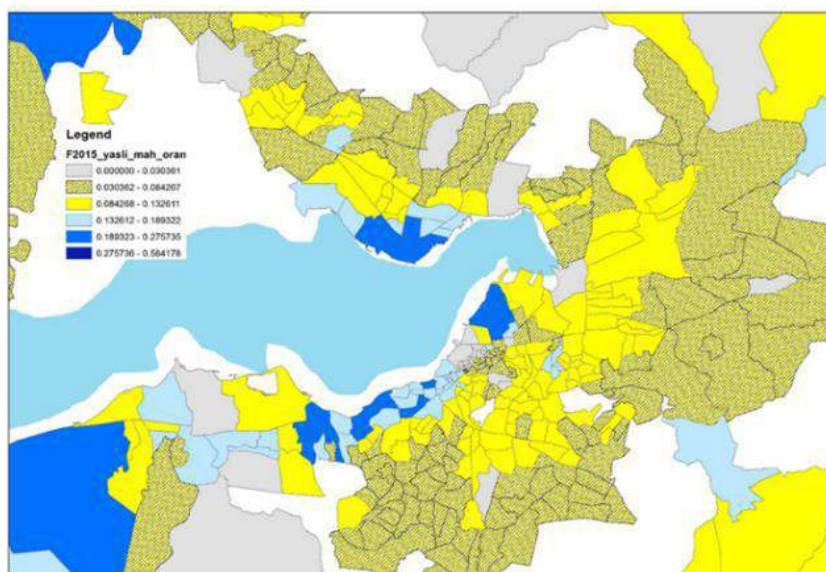 Legend
F2015_yasli_mah_oran
0.000000 - 0.030361
0.030362 - 0.084267
0.084268 - 0.132611
0.132612 - 0.189322
0.189323 - 0.275735
0.275736 - 0.564178